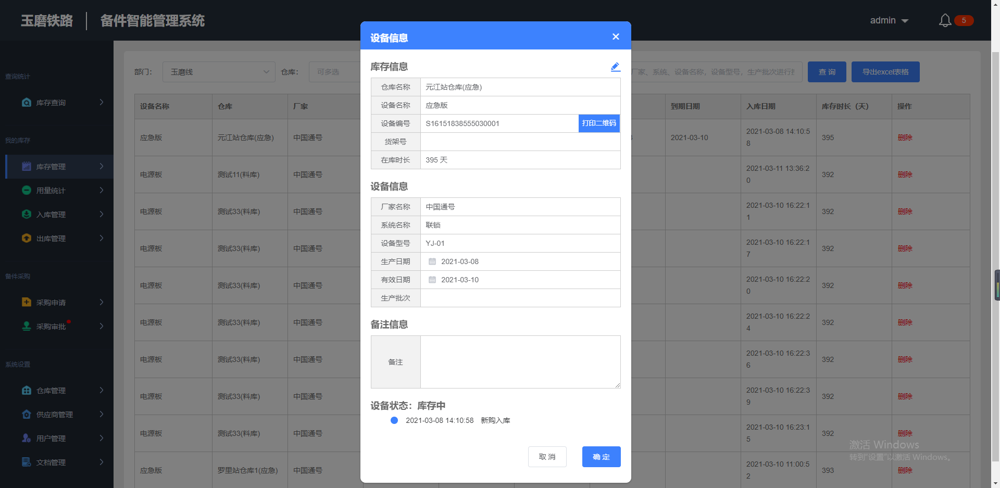 玉磨铁路
备件智能管理系统
admin
5
查询统计
库存查询
我的库存
库存管理
用量统计
入库管理
出库管理
备件采购
采购申请
采购审批
系统设置
仓库管理
供应商管理
用户管理
文档管理
部门：
玉磨线
仓库：
可多选
厂家、系统、设备名称，设备型号，生产批次进行
查 询
导出excel表格
设备名称 仓库 厂家 到期日期 入库日期 库存时长（天） 操作
应急版 元江站仓库(应急) 中国通号 2021-03-10 2021-03-08 14:10:5
8 395 删除
电源板 测试11(料库) 中国通号 2021-03-11 13:36:2
0 392 删除
电源板 测试33(料库) 中国通号 2021-03-10 16:22:1
1 392 删除
电源板 测试33(料库) 中国通号 2021-03-10 16:22:1
7 392 删除
电源板 测试33(料库) 中国通号 2021-03-10 16:22:2
0 392 删除
电源板 测试33(料库) 中国通号 2021-03-10 16:22:2
4 392 删除
电源板 测试33(料库) 中国通号 2021-03-10 16:22:3
6 392 删除
电源板 测试33(料库) 中国通号 2021-03-10 16:22:3
9 392 删除
电源板 测试33(料库) 中国通号 2021-03-10 16:23:1
5 392 删除
应急版 罗里站仓库1(应急) 中国通号 2021-03-10 11:00:5
2 393 删除
设备信息
库存信息
仓库名称 元江站仓库(应急)
设备名称 应急版
设备编号 S16151838555030001 打印二维码
货架号
在库时长 395 天
设备信息
厂家名称 中国通号
系统名称 联锁
设备型号 YJ-01
生产日期 2021-03-08
有效日期 2021-03-10
生产批次
备注信息
备注
设备状态：库存中
2021-03-08 14:10:58 新购入库
取 消
确 定
激活 Windows
转到"设置"以激活 Windows。